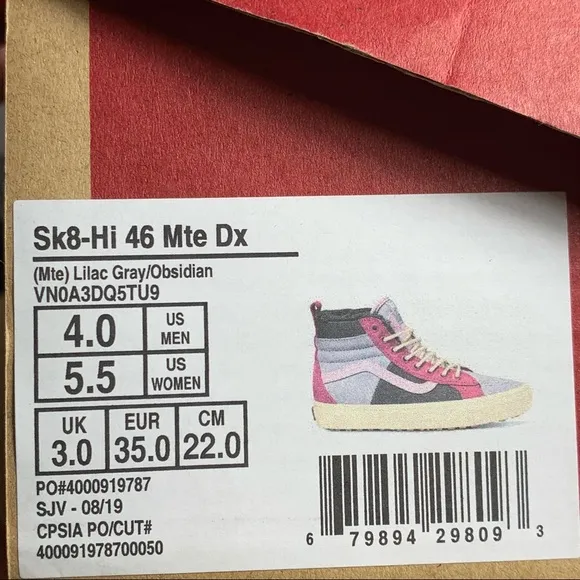 Sk8-Hi 46 Mte Dx
(Mte) Lilac Gray/Obsidian
VN0A3DQ5TU9
4.0 US MEN
5.5 US WOMEN
UK EUR CM
3.0 35.0 22.0
PO#4000919787
SJV - 08/19
CPSIA PO/CUT#
400091978700050
6 79894 29809 3